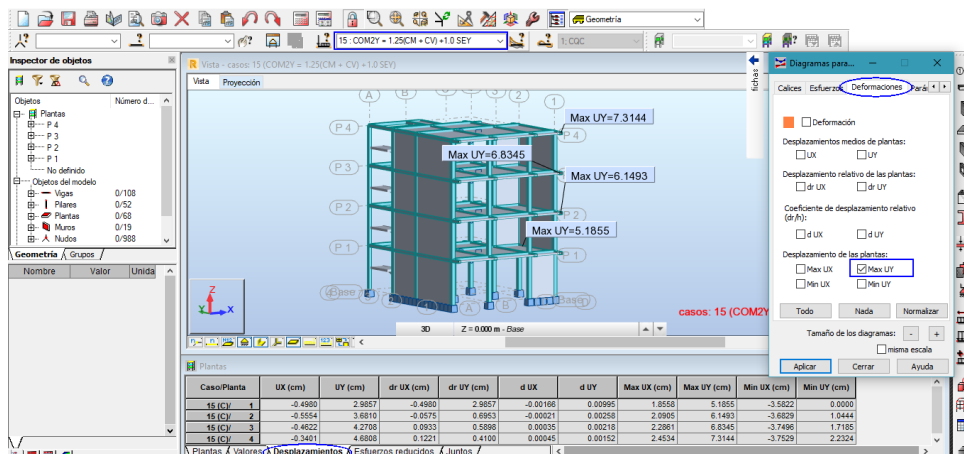 Geometría
15 : COM2Y + 1.25(CM + CV) +1.0 SEY
1: CQC
Inspector de objetos
Objetos
Número d...
Plantas
P 4
P 3
P 2
P 1
No definido
Objetos del modelo
Vigas 0/108
Pilares 0/52
Plantas 0/68
Muros 0/19
Nudos 0/988
Geometría
Grupos
Nombre Valor Unida
Vista - casos: 15 (COM2Y = 1.25(CM + CV) +1.0 SEY)
Vista Proyección
fichas
A B 3 2 1
P 4
Max UY=7.3144
P 4
Max UY=6.8345
P 3
Max UY=6.1493
P 2
P 2
Max UY=5.1855
P 1
P 1
Base
A B
Base
Z
Y X
casos: 15 (COM2Y
3D Z = 0.000 m - Base
Plantas
Caso/Planta UX (cm) UY (cm) dr UX (cm) dr UY (cm) d UX d UY Max UX (cm) Max UY (cm) Min UX (cm) Min UY (cm)
15 (C)/ 1 -0.4980 2.9857 -0.4980 2.9857 -0.00166 0.00995 1.8558 5.1855 -3.5822 0.0000
15 (C)/ 2 -0.5554 3.6810 -0.0575 0.6953 -0.00021 0.00258 2.0905 6.1493 -3.6829 1.0444
15 (C)/ 3 -0.4622 4.2708 0.0933 0.5898 0.00035 0.00218 2.2861 6.8345 -3.7496 1.7185
15 (C)/ 4 -0.3401 4.6808 0.1221 0.4100 0.00045 0.00152 2.4534 7.3144 -3.7529 2.2324
Plantas Valores Desplazamientos Esfuerzos reducidos Juntos
Diagramas para...
Calices Esfuerzos Deformaciones Pará
Deformación
Desplazamientos medios de plantas:
UX UY
Desplazamiento relativo de las plantas:
dr UX dr UY
Coeficiente de desplazamiento relativo
(dr/h):
d UX d UY
Desplazamiento de las plantas:
Max UX Max UY
Min UX Min UY
Todo Nada Normalizar
Tamaño de los diagramas: - +
misma escala
Aplicar Cerrar Ayuda